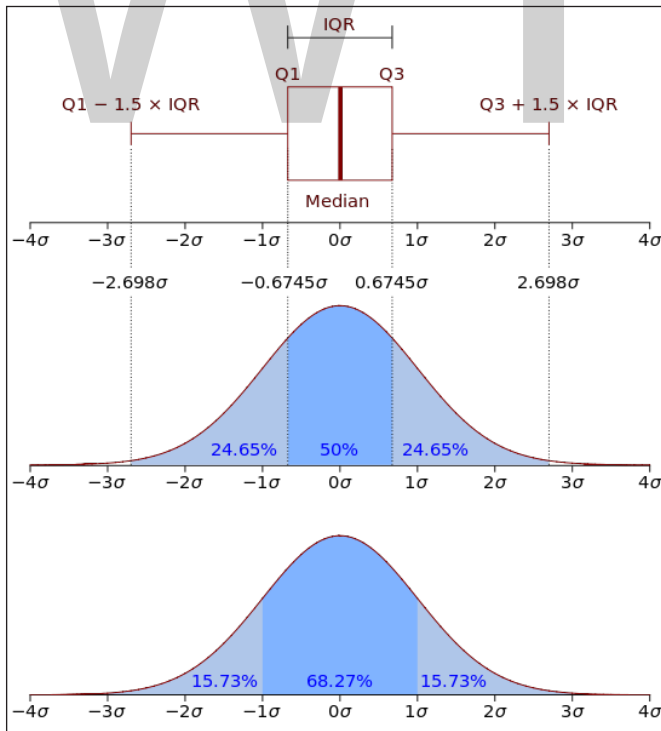 IQR
Q1 Q3
Q1 − 1.5 × IQR Q3 + 1.5 × IQR
Median
−4σ −3σ −2σ −1σ 0σ 1σ 2σ 3σ 4σ
−2.698σ −0.6745σ 0.6745σ 2.698σ
24.65% 50% 24.65%
−4σ −3σ −2σ −1σ 0σ 1σ 2σ 3σ 4σ
15.73% 68.27% 15.73%
−4σ −3σ −2σ −1σ 0σ 1σ 2σ 3σ 4σ